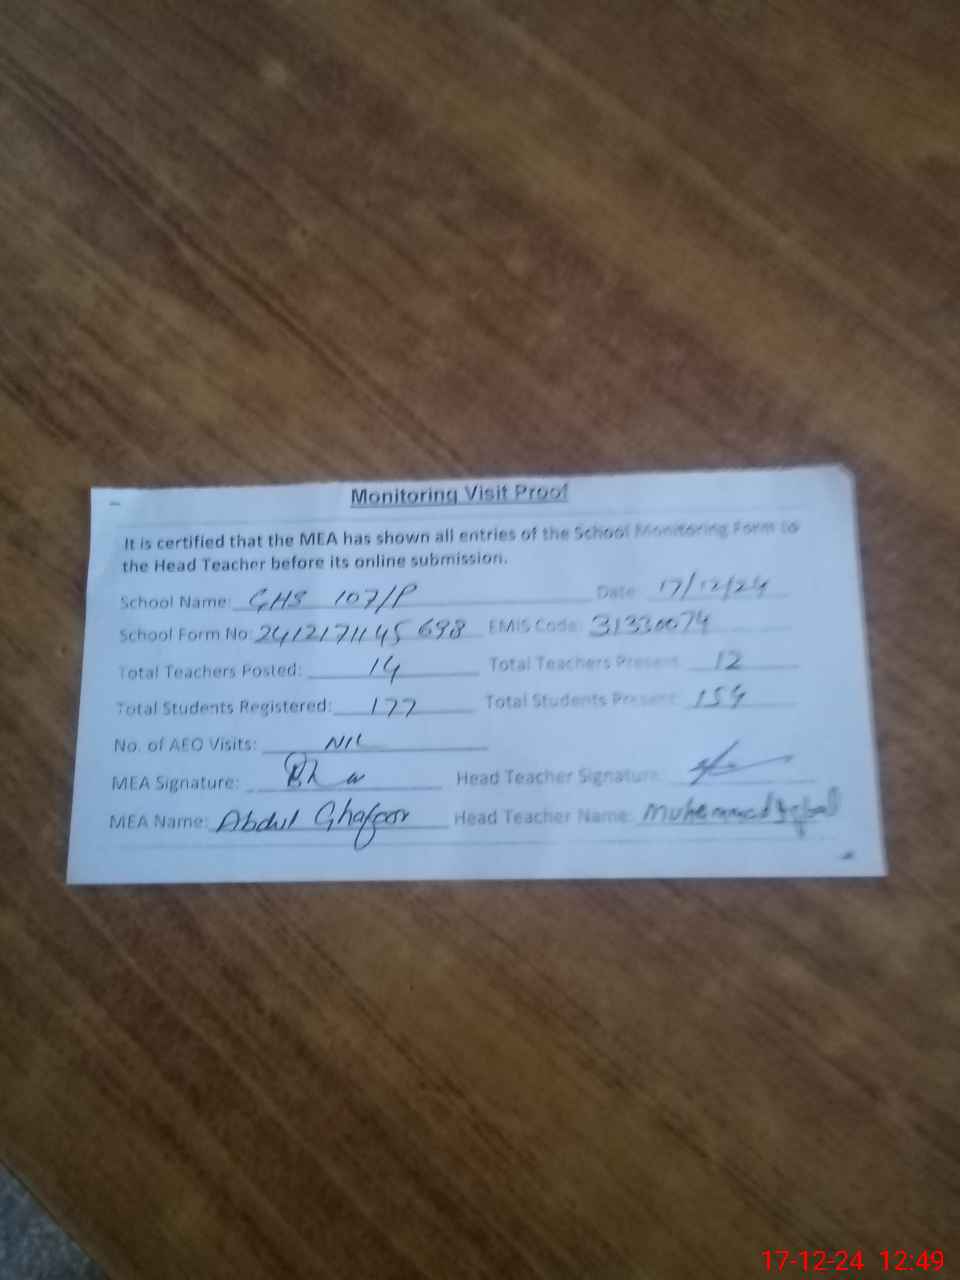 Monitoring Visit Proof
It is certified that the MEA has shown all entries of the School Monitoring Form to
the Head Teacher before its online submission.
School Name: GHS 107/P Date 17/12/24
School Form No: 241217114 5 698 EMIS Code: 31330074
Total Teachers Posted: 14 Total Teachers Present: 12
Total Students Registered: 177 Total Students Present: 154
No. of AEO Visits: NIL
MEA Signature: Head Teacher Signature:
MEA Name: Abdul Ghafoor Head Teacher Name: Muhammad Iqbal
17-12-24 12:49